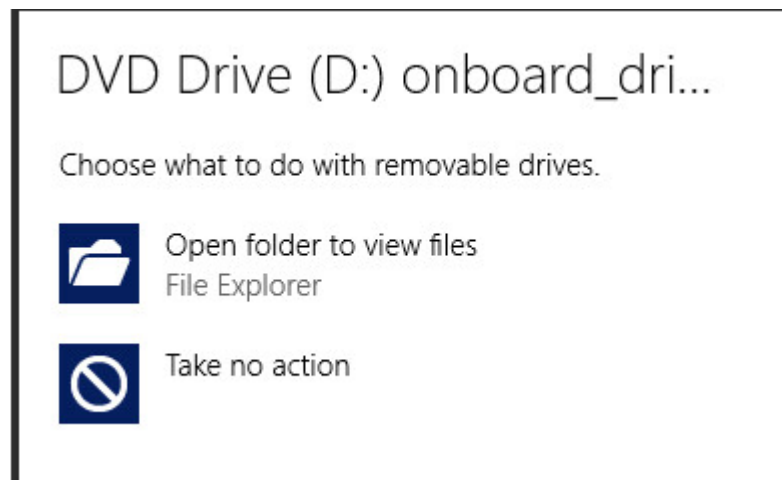 DVD Drive (D:) onboard_dri...
Choose what to do with removable drives.
Open folder to view files
File Explorer
Take no action